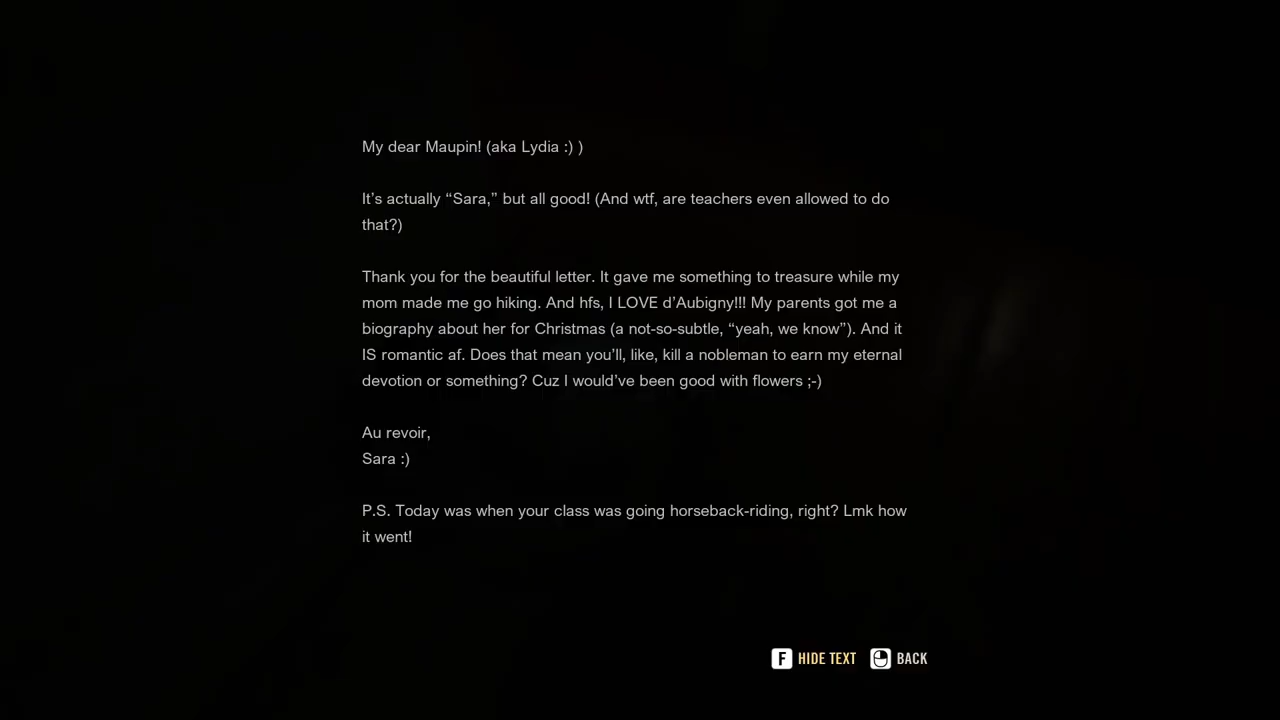 My dear Maupin! (aka Lydia :) )
It’s actually “Sara,” but all good! (And wtf, are teachers even allowed to do
that?)
Thank you for the beautiful letter. It gave me something to treasure while my
mom made me go hiking. And hfs, I LOVE d’Aubigny!!! My parents got me a
biography about her for Christmas (a not-so-subtle, “yeah, we know”). And it
IS romantic af. Does that mean you’ll, like, kill a nobleman to earn my eternal
devotion or something? Cuz I would’ve been good with flowers ;-)
Au revoir,
Sara :)
P.S. Today was when your class was going horseback-riding, right? Lmk how
it went!
F HIDE TEXT BACK